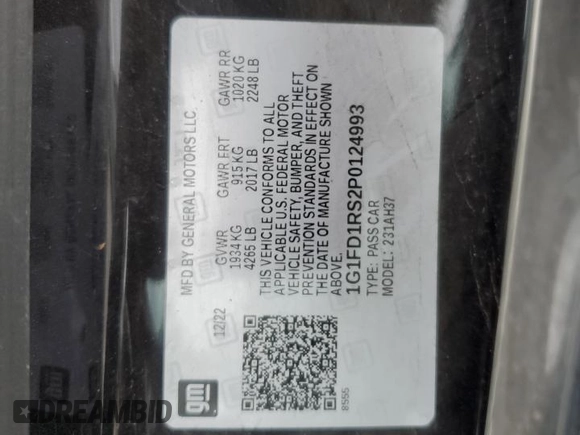 MFD BY GENERAL MOTORS LLC
12/22
GVWR GAWR FRT GAWR RR
1934 KG 915 KG 1020 KG
4265 LB 2017 LB 2248 LB
THIS VEHICLE CONFORMS TO ALL
APPLICABLE U.S. FEDERAL MOTOR
VEHICLE SAFETY, BUMPER, AND THEFT
PREVENTION STANDARDS IN EFFECT ON
THE DATE OF MANUFACTURE SHOWN
ABOVE.
1G1FD1RS2P0124993
TYPE: PASS CAR
MODEL: 231AH37
gm
8555
DREAMBID